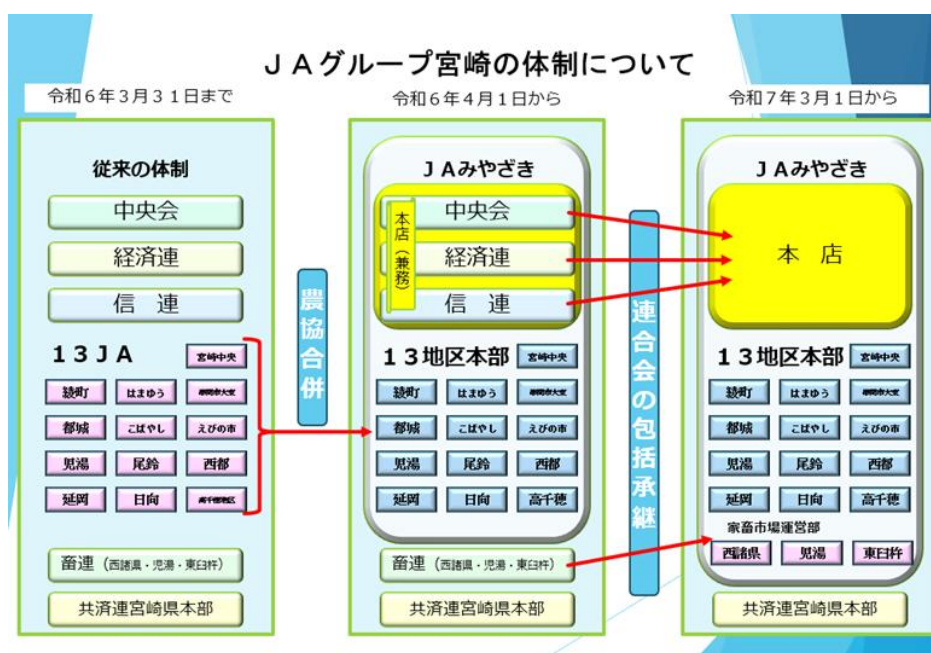 ＪＡグループ宮崎の体制について
令和６年３月３１日まで
従来の体制
中央会
経済連
信　連
１３ＪＡ
宮崎中央
綾町
はまゆう
都城
こばやし
えびの市
児湯
尾鈴
西都
延岡
日向
高千穂地区
畜連（西諸県・児湯・東臼杵）
共済連宮崎県本部
農協合併
令和６年４月１日から
ＪＡみやざき
本店（兼務）
中央会
経済連
信　連
１３地区本部
宮崎中央
綾町
はまゆう
都城
こばやし
えびの市
児湯
尾鈴
西都
延岡
日向
高千穂
畜連（西諸県・児湯・東臼杵）
共済連宮崎県本部
連合会の包括承継
令和７年３月１日から
ＪＡみやざき
本　店
１３地区本部
宮崎中央
綾町
はまゆう
都城
こばやし
えびの市
児湯
尾鈴
西都
延岡
日向
高千穂
家畜市場運営部
西諸県
児湯
東臼杵
共済連宮崎県本部